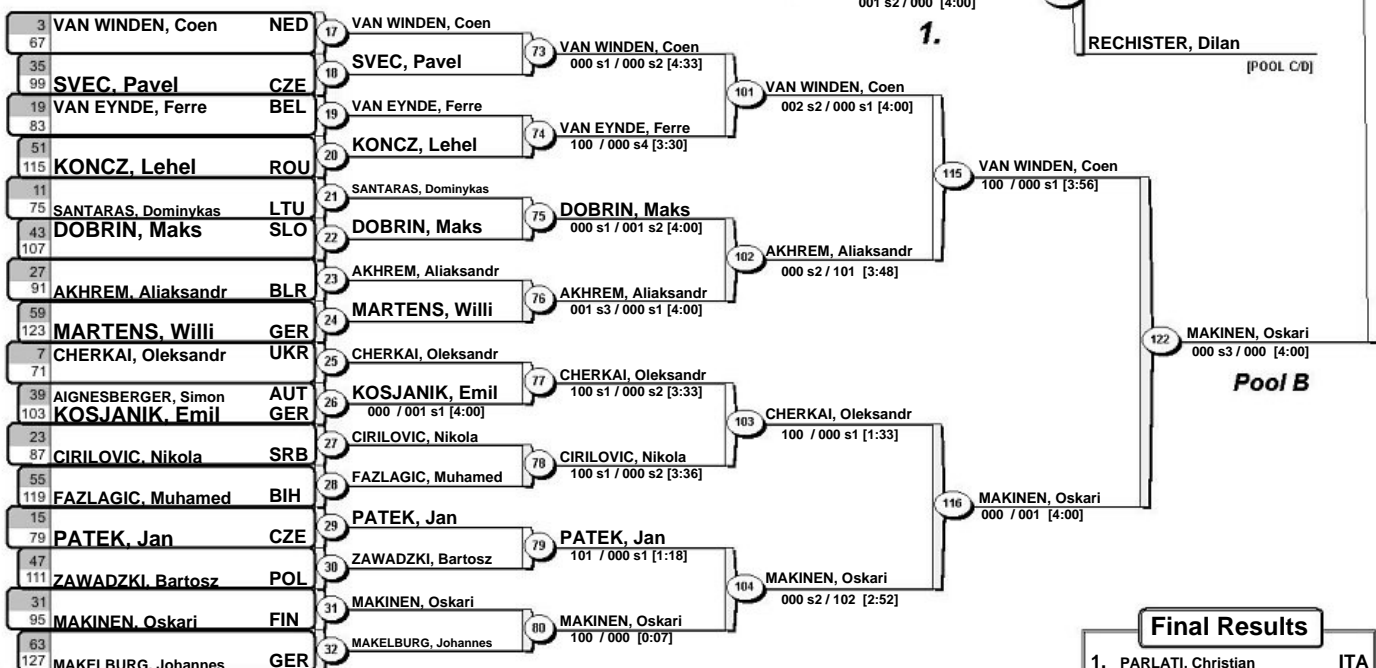 001 s2 / 000 [4:00]
1.
RECHISTER, Dilan
[POOL C/D]
3 VAN WINDEN, Coen NED
67
35
99 SVEC, Pavel CZE
19 VAN EYNDE, Ferre BEL
83
51
115 KONCZ, Lehel ROU
11
75 SANTARAS, Dominykas LTU
43 DOBRIN, Maks SLO
107
27
91 AKHREM, Aliaksandr BLR
59
123 MARTENS, Willi GER
7 CHERKAI, Oleksandr UKR
71
39 AIGNESBERGER, Simon AUT
103 KOSJANIK, Emil GER
23
87 CIRILOVIC, Nikola SRB
55
119 FAZLAGIC, Muhamed BIH
15
79 PATEK, Jan CZE
47
111 ZAWADZKI, Bartosz POL
31
95 MAKINEN, Oskari FIN
63
127 MAKELBURG, Johannes GER
17 VAN WINDEN, Coen
18 SVEC, Pavel
19 VAN EYNDE, Ferre
20 KONCZ, Lehel
21 SANTARAS, Dominykas
22 DOBRIN, Maks
23 AKHREM, Aliaksandr
24 MARTENS, Willi
25 CHERKAI, Oleksandr
26 KOSJANIK, Emil
000 / 001 s1 [4:00]
27 CIRILOVIC, Nikola
28 FAZLAGIC, Muhamed
29 PATEK, Jan
30 ZAWADZKI, Bartosz
31 MAKINEN, Oskari
32 MAKELBURG, Johannes
73 VAN WINDEN, Coen
000 s1 / 000 s2 [4:33]
74 VAN EYNDE, Ferre
100 / 000 s4 [3:30]
75 DOBRIN, Maks
000 s1 / 001 s2 [4:00]
76 AKHREM, Aliaksandr
001 s3 / 000 s1 [4:00]
77 CHERKAI, Oleksandr
100 s1 / 000 s2 [3:33]
78 CIRILOVIC, Nikola
100 s1 / 000 s2 [3:36]
79 PATEK, Jan
101 / 000 s1 [1:18]
80 MAKINEN, Oskari
100 / 000 [0:07]
101 VAN WINDEN, Coen
002 s2 / 000 s1 [4:00]
102 AKHREM, Aliaksandr
000 s2 / 101 [3:48]
103 CHERKAI, Oleksandr
100 / 000 s1 [1:33]
104 MAKINEN, Oskari
000 s2 / 102 [2:52]
115 VAN WINDEN, Coen
100 / 000 s1 [3:56]
116 MAKINEN, Oskari
000 / 001 [4:00]
122 MAKINEN, Oskari
000 s3 / 000 [4:00]
Pool B
Final Results
1. PARLATI, Christian ITA